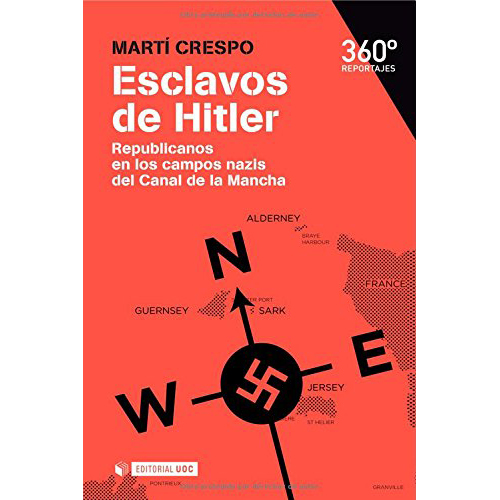 MARTÍ CRESPO
360º
REPORTAJES
Esclavos
de Hitler
Republicanos
en los campos nazis
del Canal de la Mancha
ALDERNEY
BRAYE
HARBOUR
N
FRANCE
GUERNSEY
PORT
SARK
W
E
JERSEY
ST HELIER
EDITORIAL UOC
PONTRIEUX
GRANVILLE